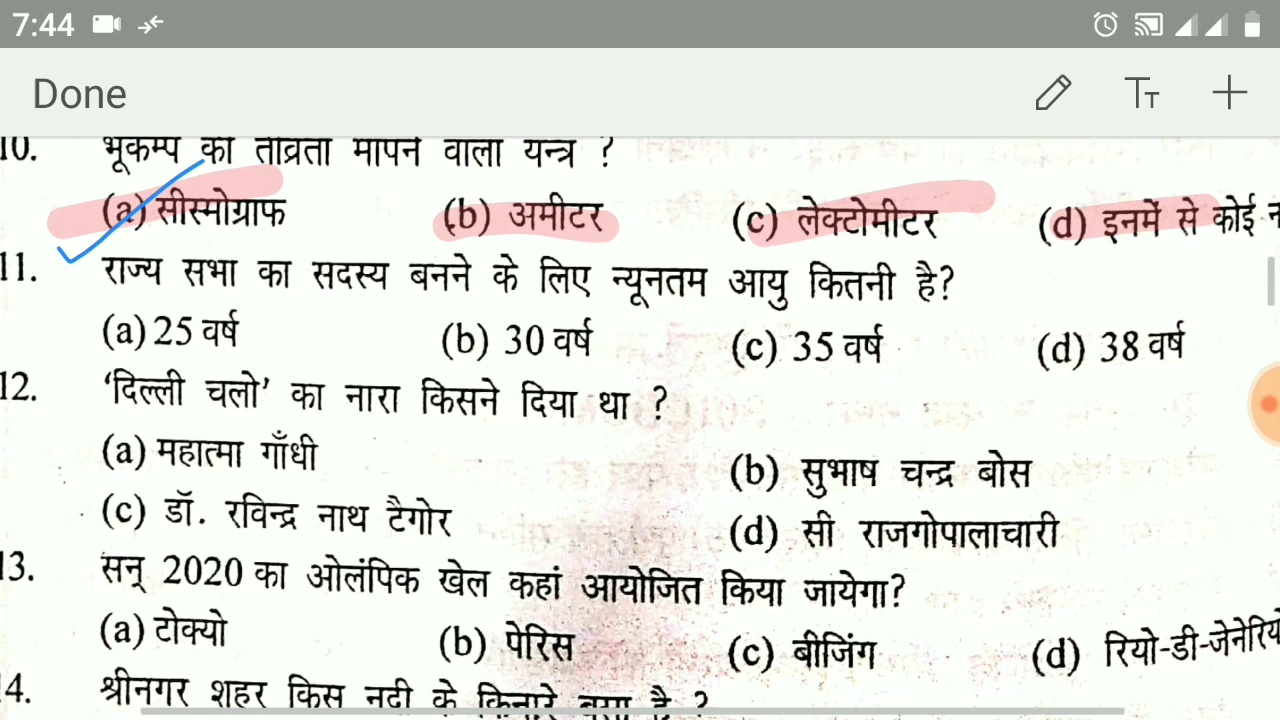 7:44
Done
10. भूकम्प की तीव्रता मापने वाला यन्त्र ?
(a) सीस्मोग्राफ (b) अमीटर (c) लेक्टोमीटर (d) इनमें से कोई
11. राज्य सभा का सदस्य बनने के लिए न्यूनतम आयु कितनी है?
(a) 25 वर्ष (b) 30 वर्ष (c) 35 वर्ष (d) 38 वर्ष
12. ‘दिल्ली चलो’ का नारा किसने दिया था ?
(a) महात्मा गाँधी (b) सुभाष चन्द्र बोस
(c) डॉ. रविन्द्र नाथ टैगोर (d) सी राजगोपालाचारी
13. सन् 2020 का ओलंपिक खेल कहां आयोजित किया जायेगा?
(a) टोक्यो (b) पेरिस (c) बीजिंग (d) रियो-डी-जेनेरियो
14. श्रीनगर शहर किस नदी के किनारे बसा है ?